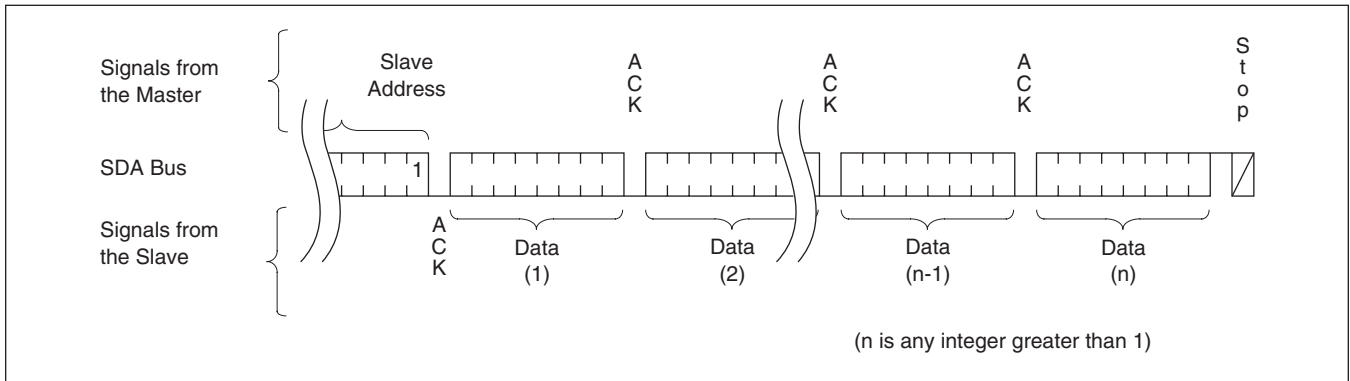 Signals from
the Master
Slave
Address
A
C
K
A
C
K
A
C
K
S
t
o
p
SDA Bus
1
Signals from
the Slave
A
C
K
Data
(1)
Data
(2)
Data
(n-1)
Data
(n)
(n is any integer greater than 1)